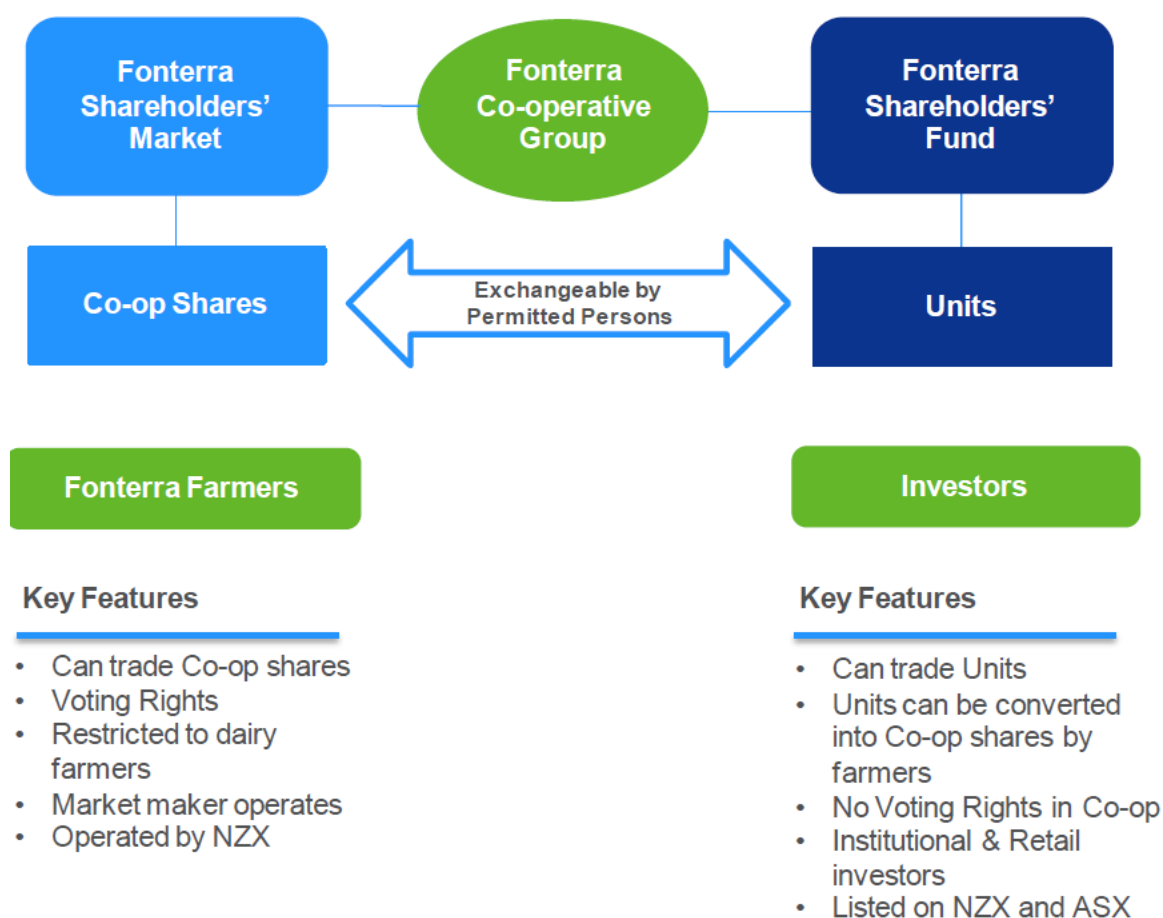 Fonterra
Shareholders'
Market
Fonterra
Co-operative
Group
Fonterra
Shareholders'
Fund
Co-op Shares
Exchangeable by
Permitted Persons
Units
Fonterra Farmers
Investors
Key Features
• Can trade Co-op shares
• Voting Rights
• Restricted to dairy
farmers
• Market maker operates
• Operated by NZX
Key Features
• Can trade Units
• Units can be converted
into Co-op shares by
farmers
• No Voting Rights in Co-op
• Institutional & Retail
investors
• Listed on NZX and ASX